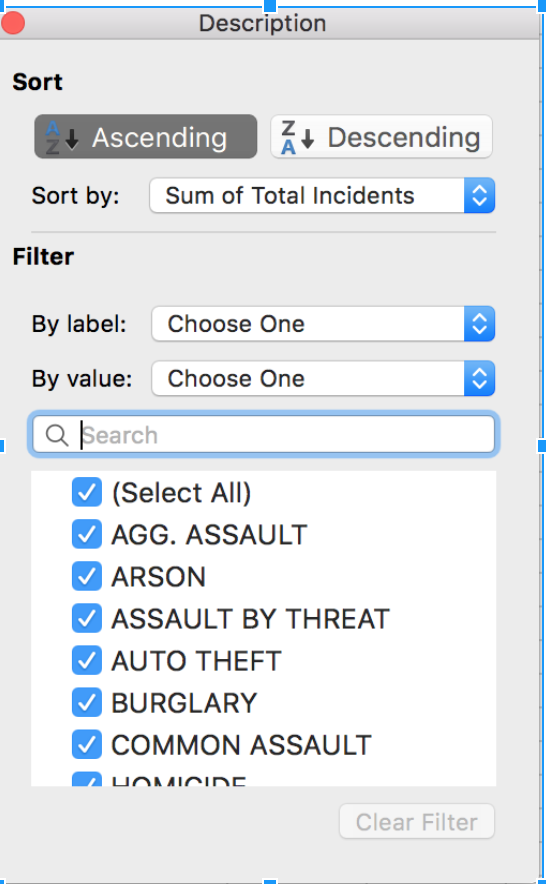 Description
Sort
A Z Ascending Z A Descending
Sort by: Sum of Total Incidents
Filter
By label: Choose One
By value: Choose One
Search
(Select All)
AGG. ASSAULT
ARSON
ASSAULT BY THREAT
AUTO THEFT
BURGLARY
COMMON ASSAULT
HOMICIDE
Clear Filter